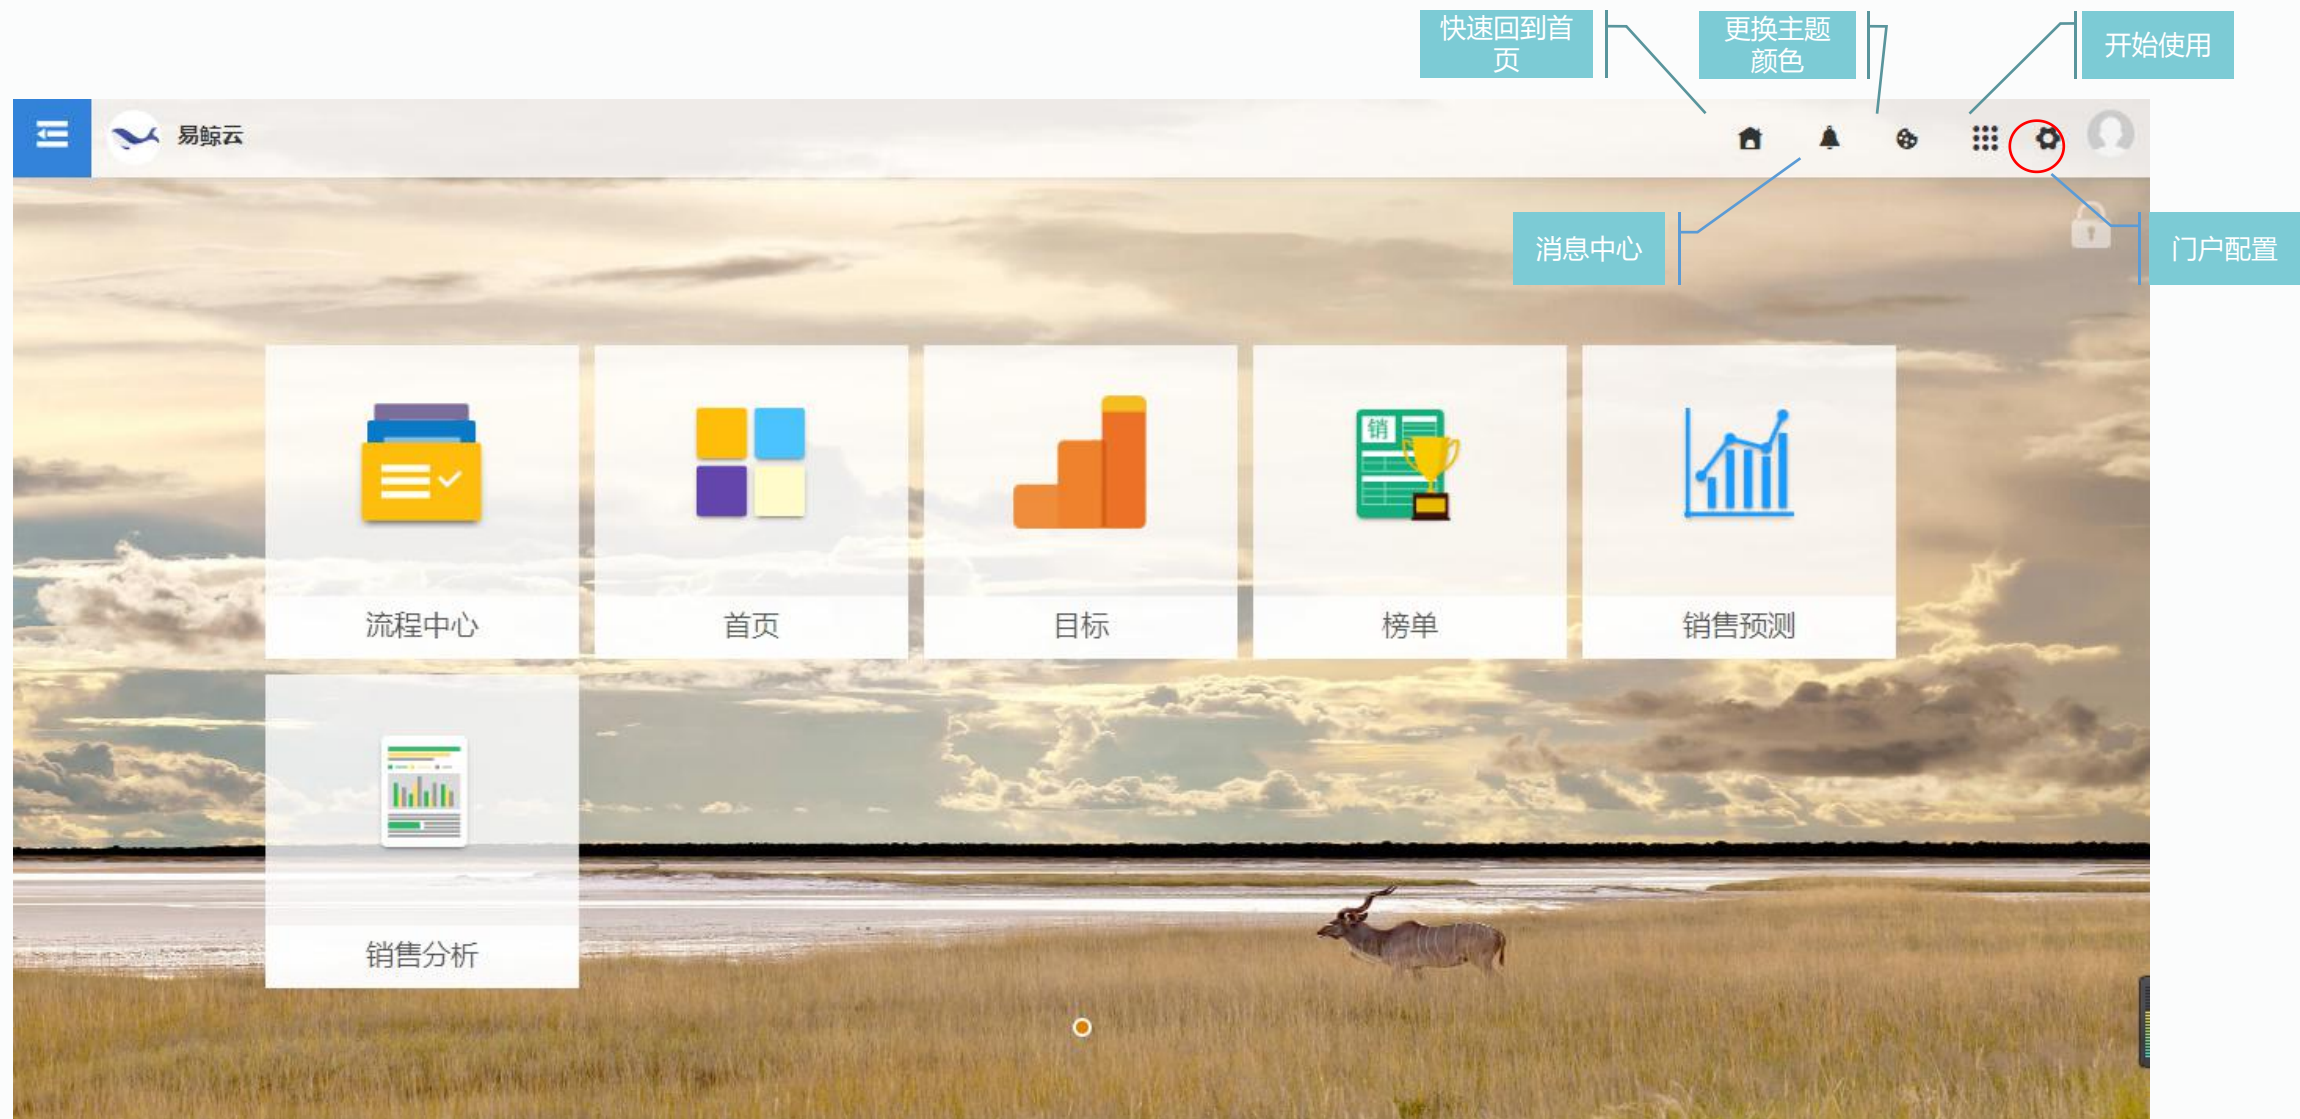 快速回到首
页
更换主题
颜色
开始使用
易鲸云
消息中心
门户配置
销
流程中心
首页
目标
榜单
销售预测
销售分析